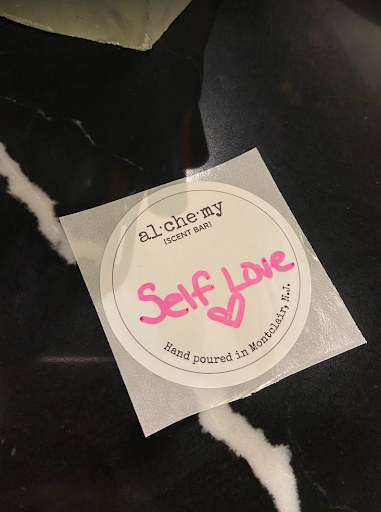 al·che·my
[SCENT BAR]
Self Love
Hand poured in Montclair, N.J.